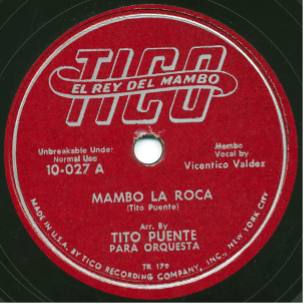 TICO
EL REY DEL MAMBO
Unbreakable Under
Normal Use
10-027 A
Mambo
Vocal by
Vicentico Valdez
MAMBO LA ROCA
(Tito Puente)
Arr. By
TITO PUENTE
PARA ORQUESTA
TR 179
MADE IN U.S.A. BY TICO RECORDING COMPANY, INC., NEW YORK CITY